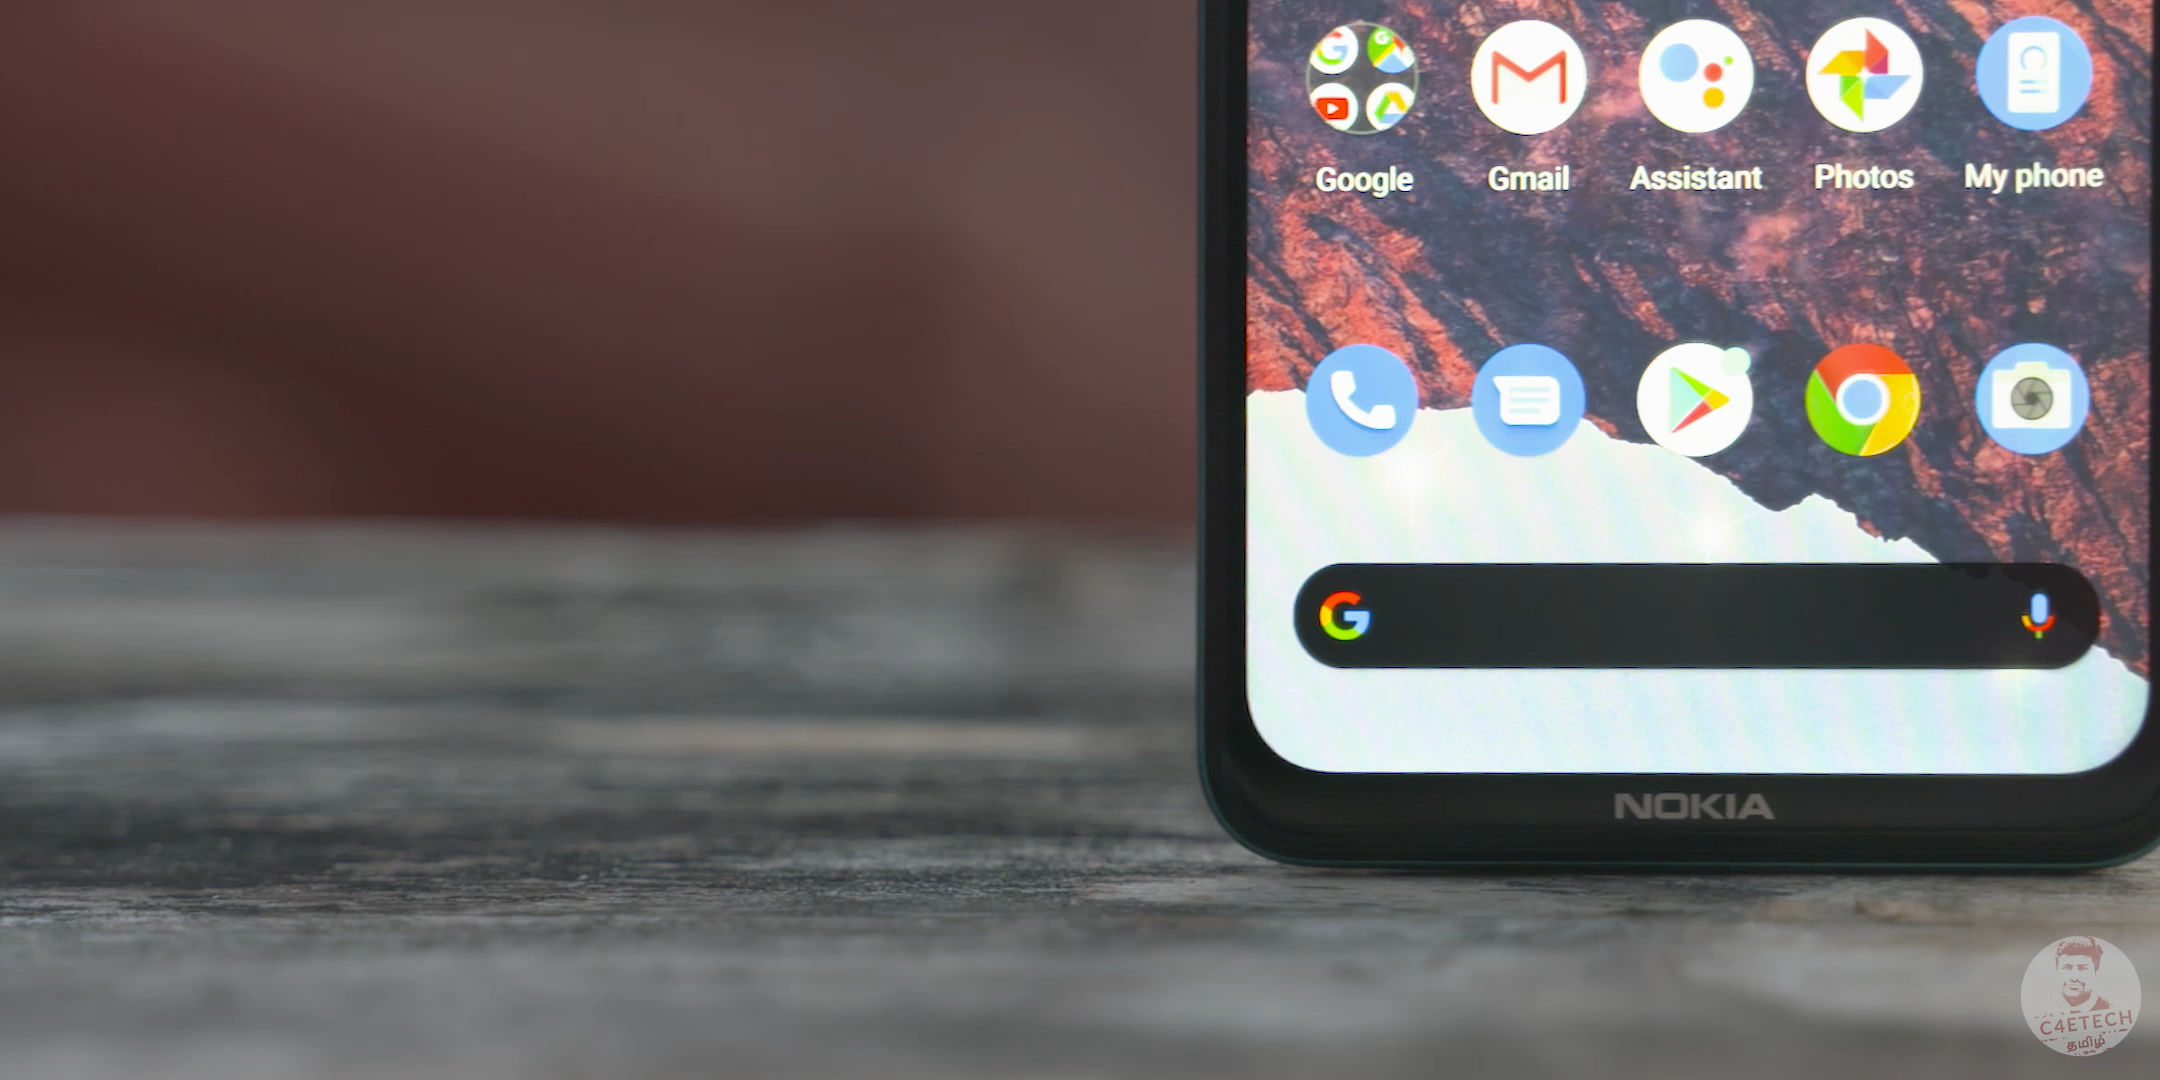 Google
Gmail
Assistant
Photos
My phone
NOKIA
C4ETECH
தமிழ்